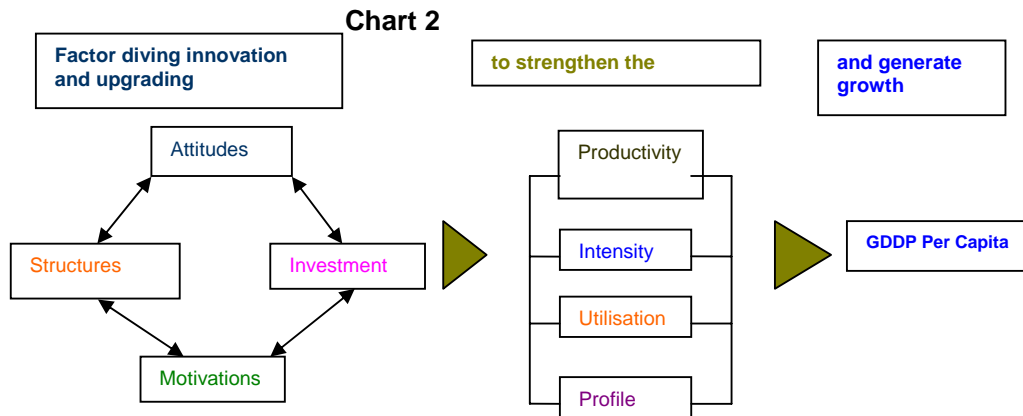 Chart 2
Factor diving innovation
and upgrading
to strengthen the
and generate
growth
Attitudes
Structures
Investment
Motivations
Productivity
Intensity
Utilisation
Profile
GDDP Per Capita